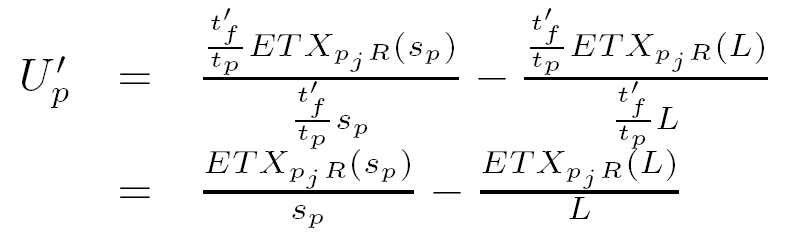 U'_p = \frac{\frac{t'_f}{t_p} ETX_{p_j R}(s_p)}{\frac{t'_f}{t_p} s_p} - \frac{\frac{t'_f}{t_p} ETX_{p_j R}(L)}{\frac{t'_f}{t_p} L}
= \frac{ETX_{p_j R}(s_p)}{s_p} - \frac{ETX_{p_j R}(L)}{L}